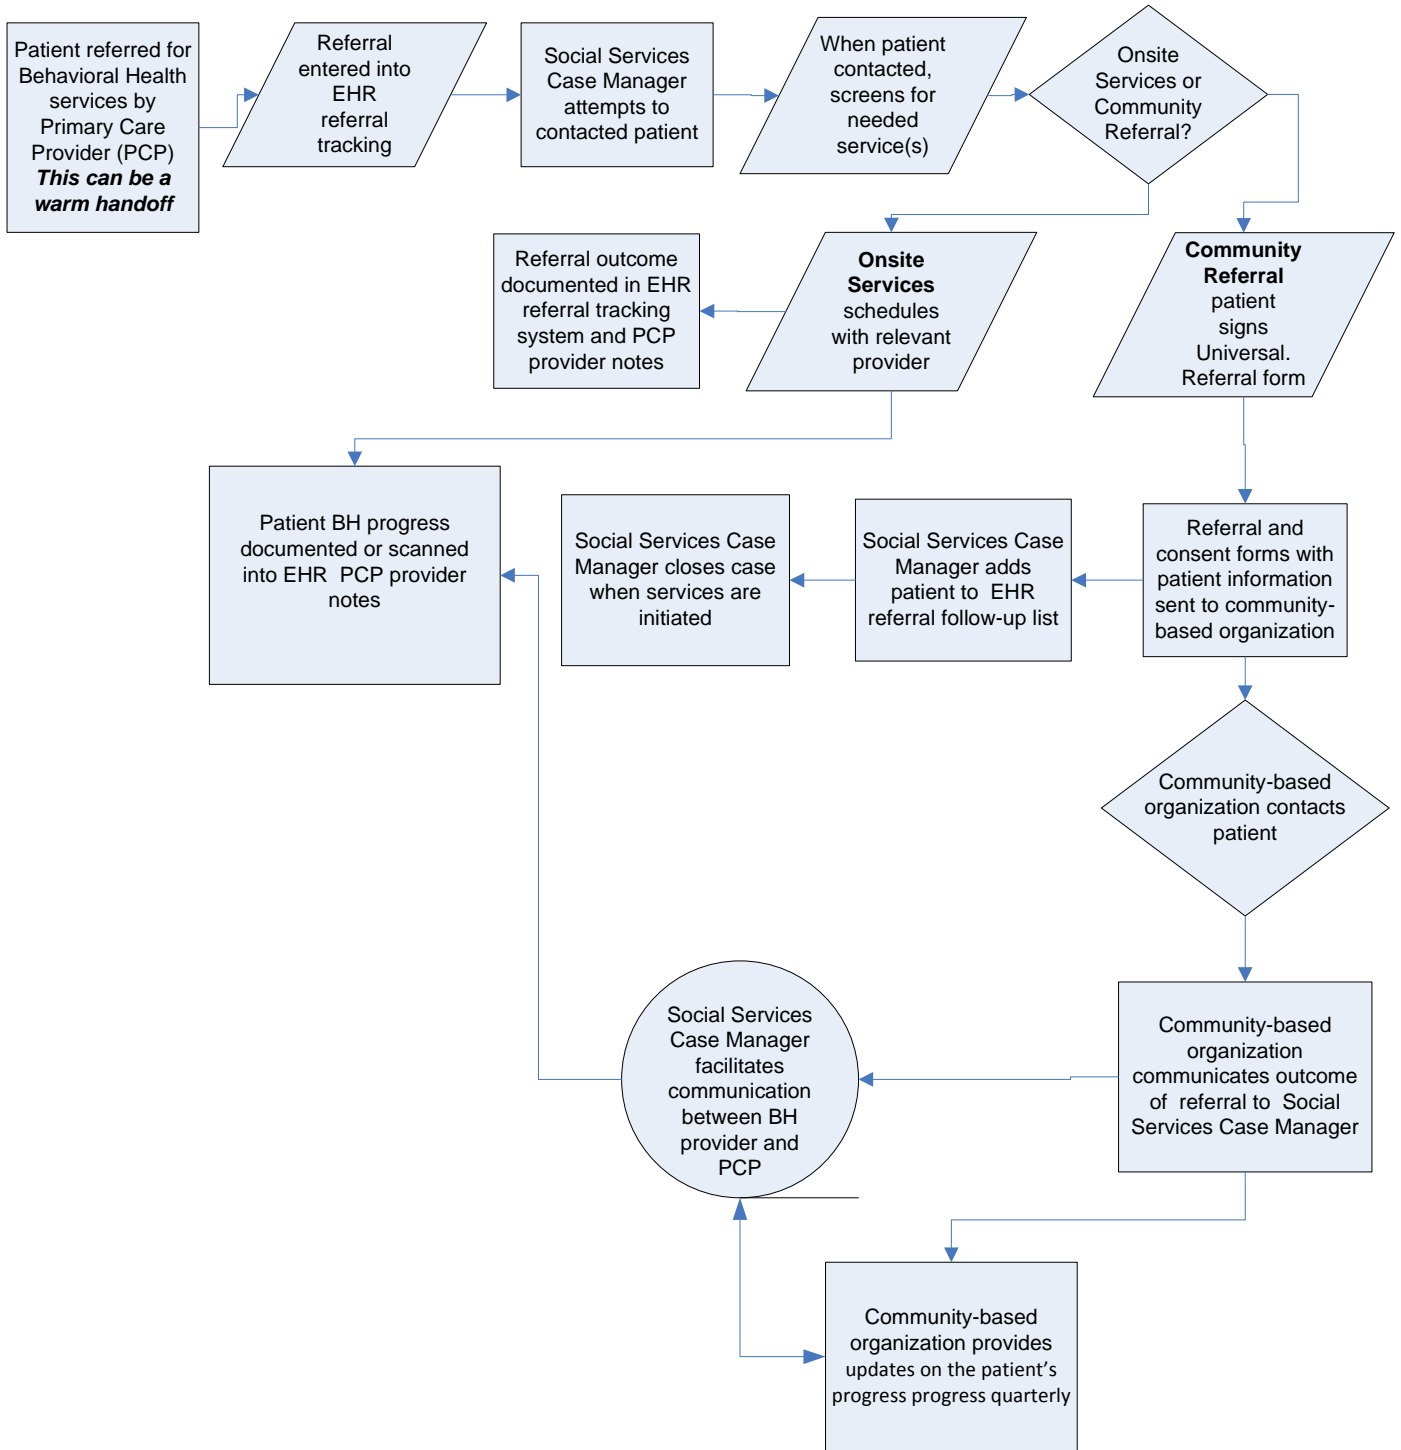 Patient referred for
Behavioral Health
services by
Primary Care
Provider (PCP)
This can be a
warm handoff
Referral
entered into
EHR
referral
tracking
Social Services
Case Manager
attempts to
contacted patient
When patient
contacted,
screens for
needed
service(s)
Onsite
Services or
Community
Referral?
Referral outcome
documented in EHR
referral tracking
system and PCP
provider notes
Onsite
Services
schedules
with relevant
provider
Community
Referral
patient
signs
Universal.
Referral form
Patient BH progress
documented or scanned
into EHR PCP provider
notes
Social Services Case
Manager closes case
when services are
initiated
Social Services Case
Manager adds
patient to EHR
referral follow-up list
Referral and
consent forms with
patient information
sent to community-
based organization
Community-based
organization contacts
patient
Social Services
Case Manager
facilitates
communication
between BH
provider and
PCP
Community-based
organization
communicates outcome
of referral to Social
Services Case Manager
Community-based
organization provides
updates on the patient’s
progress progress quarterly